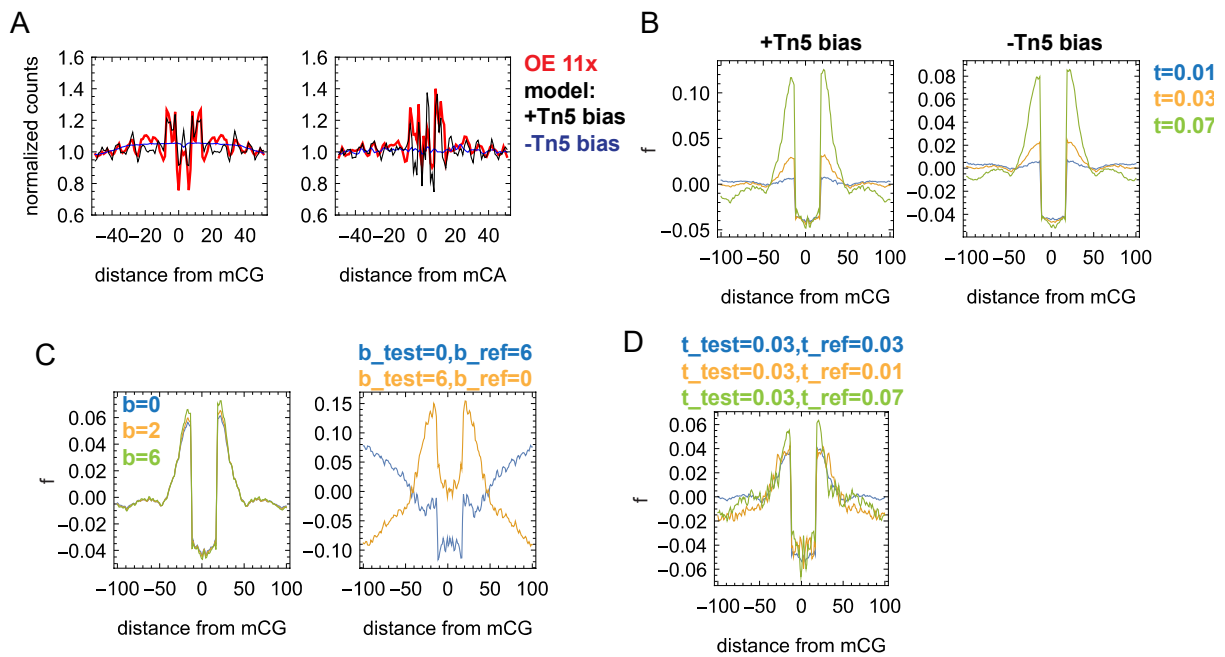 A
1.6
1.4
1.2
1.0
0.8
0.6
normalized counts
−40
−20
0
20
40
distance from mCG
1.6
1.4
1.2
1.0
0.8
0.6
−40
−20
0
20
40
distance from mCA
OE 11x
model:
+Tn5 bias
-Tn5 bias
B
+Tn5 bias
0.10
0.05
0.00
−0.05
f
−100
−50
0
50
100
distance from mCG
-Tn5 bias
0.08
0.06
0.04
0.02
0.00
−0.02
−0.04
−100
−50
0
50
100
distance from mCG
t=0.01
t=0.03
t=0.07
C
b=0
b=2
b=6
0.06
0.04
0.02
0.00
−0.02
−0.04
f
−100
−50
0
50
100
distance from mCG
b_test=0,b_ref=6
b_test=6,b_ref=0
0.15
0.10
0.05
0.00
−0.05
−0.10
−100
−50
0
50
100
distance from mCG
D
t_test=0.03,t_ref=0.03
t_test=0.03,t_ref=0.01
t_test=0.03,t_ref=0.07
0.06
0.04
0.02
0.00
−0.02
−0.04
−0.06
f
−100
−50
0
50
100
distance from mCG